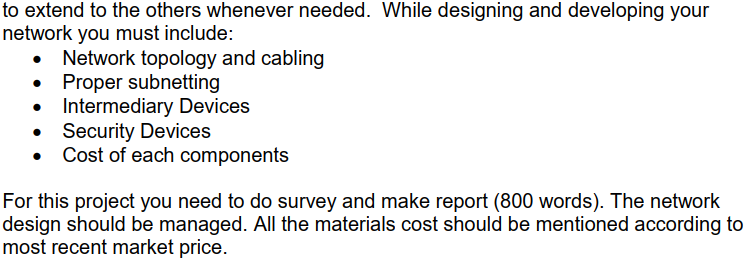 to extend to the others whenever needed.  While designing and developing your
network you must include:
• Network topology and cabling
• Proper subnetting
• Intermediary Devices
• Security Devices
• Cost of each components
For this project you need to do survey and make report (800 words). The network
design should be managed. All the materials cost should be mentioned according to
most recent market price.